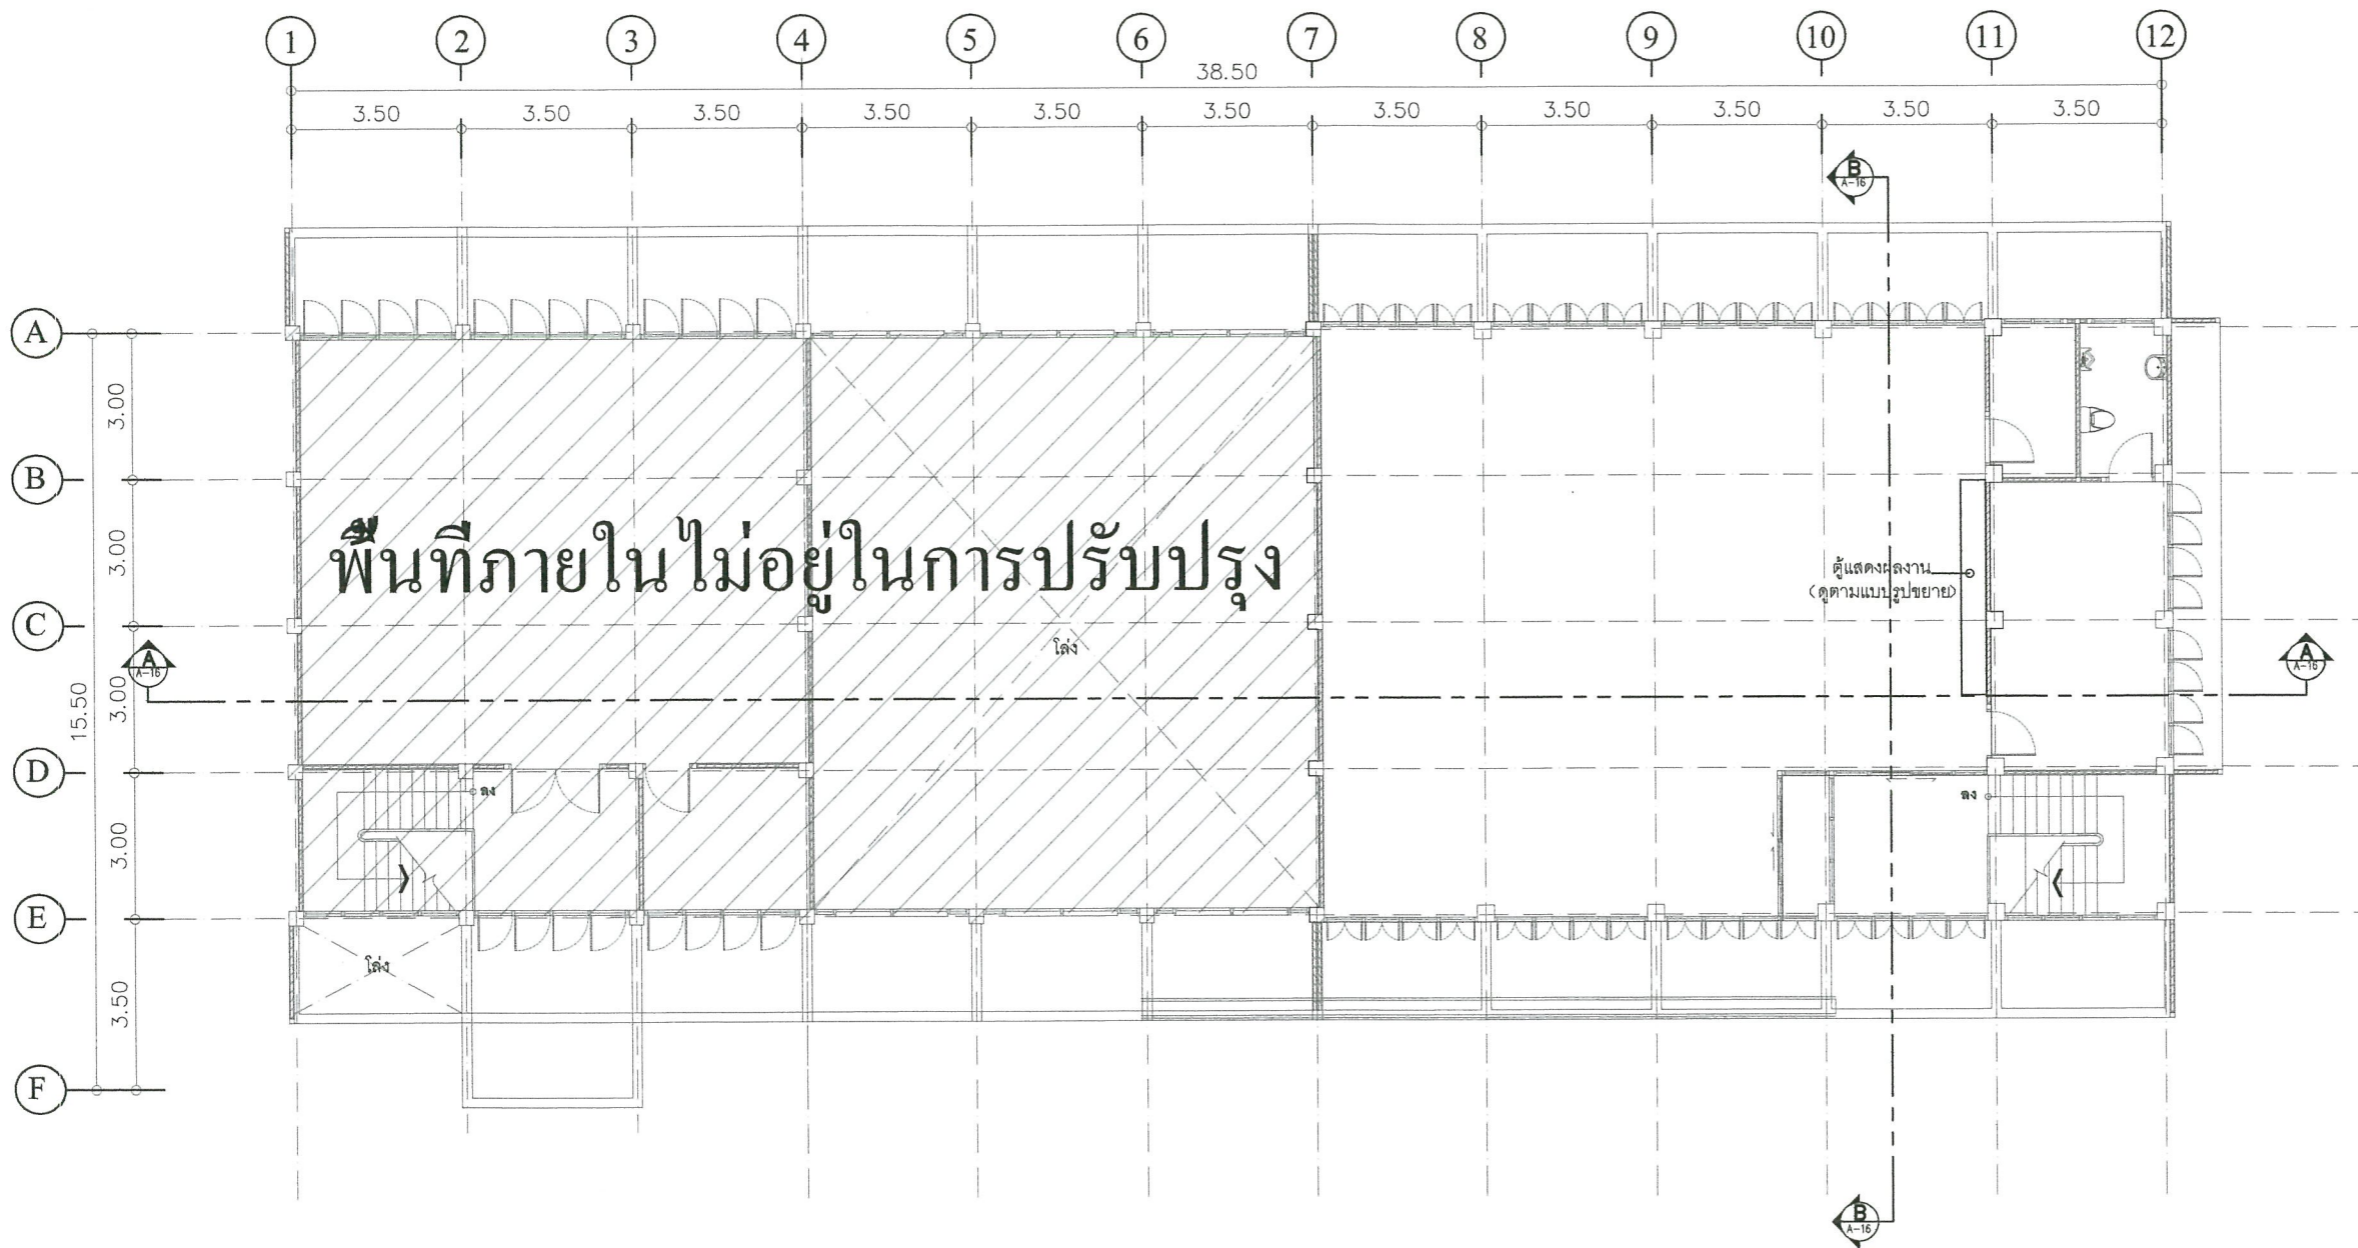 1 2 3 4 5 6 7 8 9 10 11 12
38.50
3.50 3.50 3.50 3.50 3.50 3.50 3.50 3.50 3.50 3.50 3.50
B
A-16
A
3.00
B
พื้นที่ภายในไม่อยู่ในการปรับปรุง
3.00
ตู้แสดงผลงาน
(ดูตามแบบรูปขยาย)
C
โล่ง
A
A-16
A
A-16
15.50
3.00
D
ลง
ลง
3.00
E
โล่ง
3.50
F
B
A-16